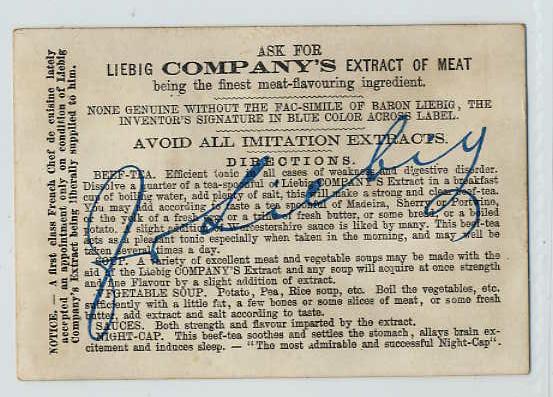 ASK FOR
LIEBIG COMPANY'S EXTRACT OF MEAT
being the finest meat-flavouring ingredient.
NONE GENUINE WITHOUT THE FAC-SIMILE OF BARON LIEBIG, THE
INVENTOR'S SIGNATURE IN BLUE COLOR ACROSS LABEL.
AVOID ALL IMITATION EXTRACTS.
DIRECTIONS.
BEEF-TEA. Efficient tonic in all cases of weakness and digestive disorder.
Dissolve a quarter of a tea-spoonful of Liebig COMPANY'S Extract in a breakfast
cup of boiling water, add plenty of salt, this will make a strong and clear beef-tea.
You may add according to taste a tea spoonful of Madeira, Sherry or Portwine,
or the yolk of a fresh egg or a trifle of fresh butter, or some bread or a boiled
potato. A slight addition of Worcestershire sauce is liked by many. This beef-tea
acts as a pleasant tonic especially when taken in the morning, and may well be
taken several times a day.
SOUP. A variety of excellent meat and vegetable soups may be made with the
aid of the Liebig COMPANY'S Extract and any soup will acquire at once strength
and fine Flavour by a slight addition of extract.
VEGETABLE SOUP. Potato, Pea, Rice soup, etc. Boil the vegetables, etc.
sufficiently with a little fat, a few bones or some slices of meat, or some fresh
butter, add extract and salt according to taste.
SAUCES. Both strength and flavour imparted by the extract.
NIGHT-CAP. This beef-tea soothes and settles the stomach, allays brain ex-
citement and induces sleep. — "The most admirable and successful Night-Cap".
NOTICE. — A first class French Chef de cuisine lately
accepted an appointment only on condition of Liebig
Company's Extract being liberally supplied to him.
J. v. Liebig